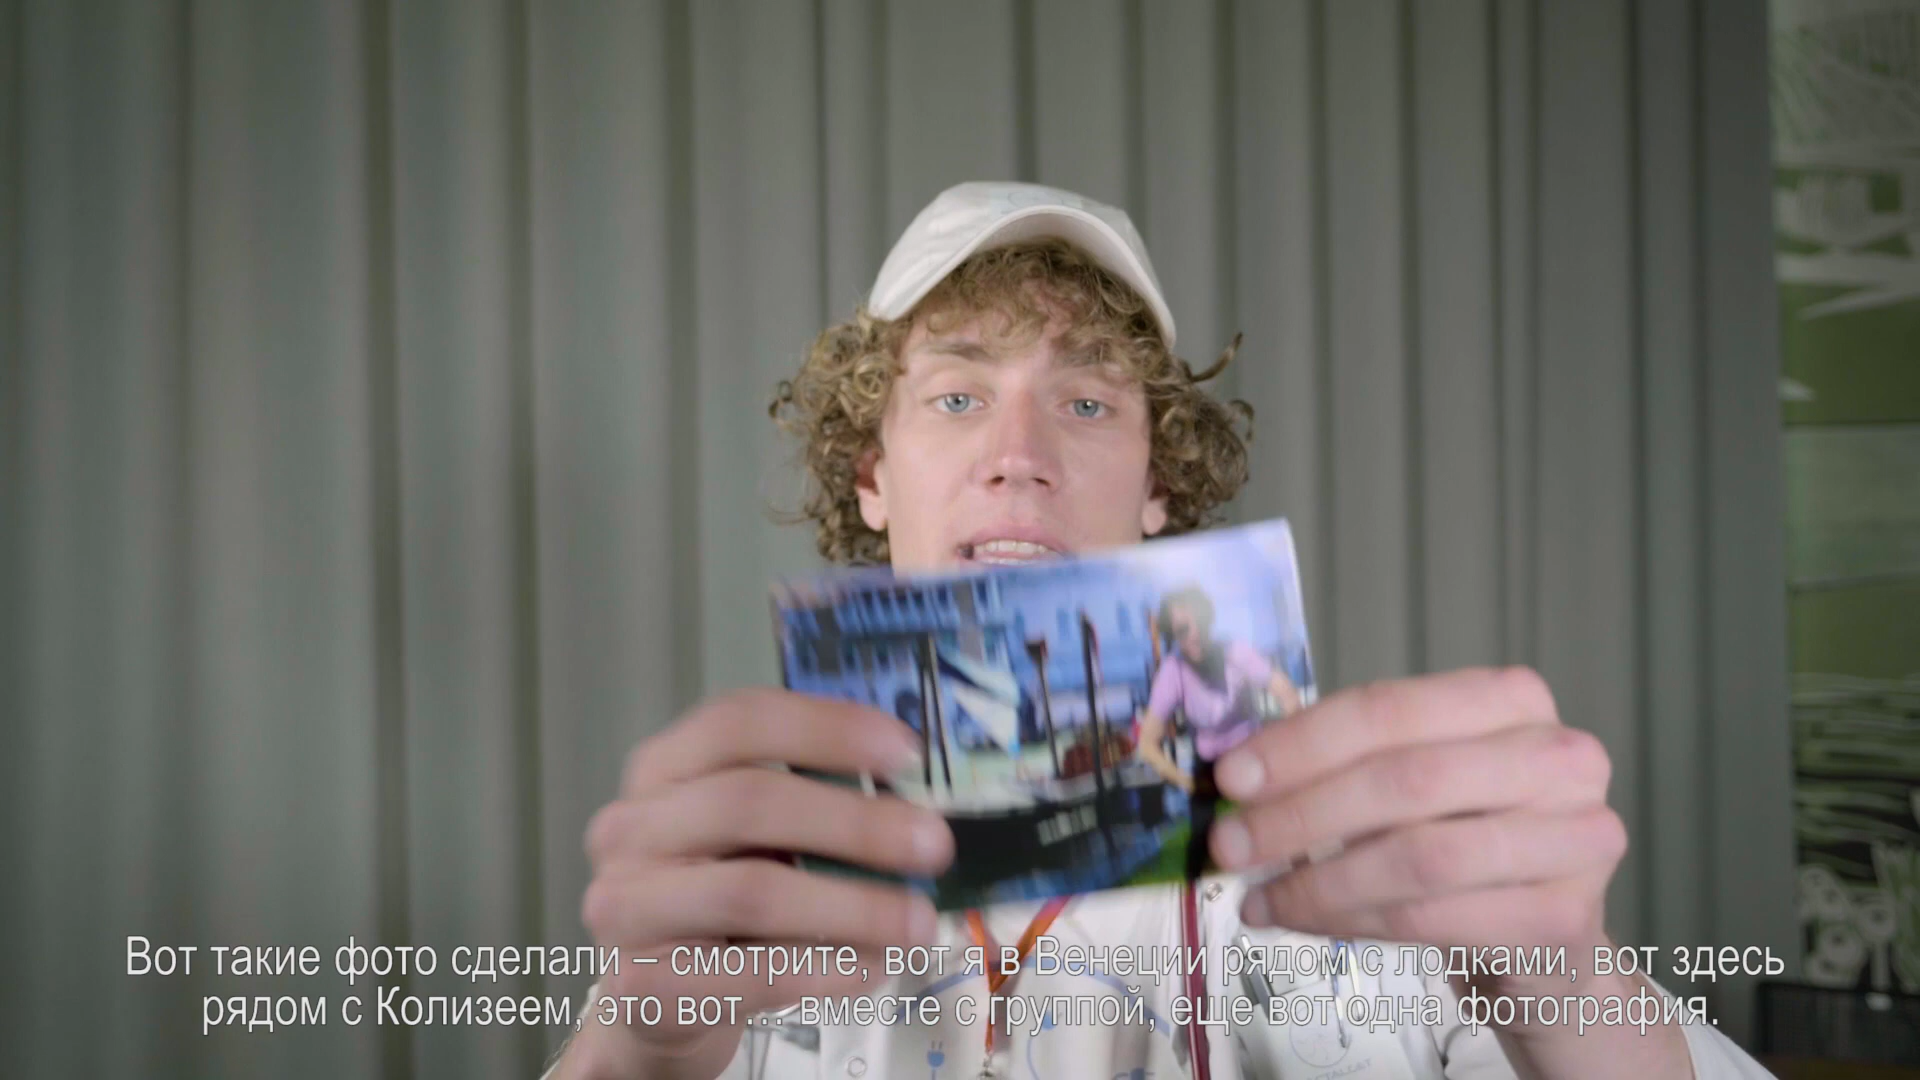 Вот такие фото сделали – смотрите, вот я в Венеции рядом с лодками, вот здесь
рядом с Колизеем, это вот… вместе с группой, еще вот одна фотография.